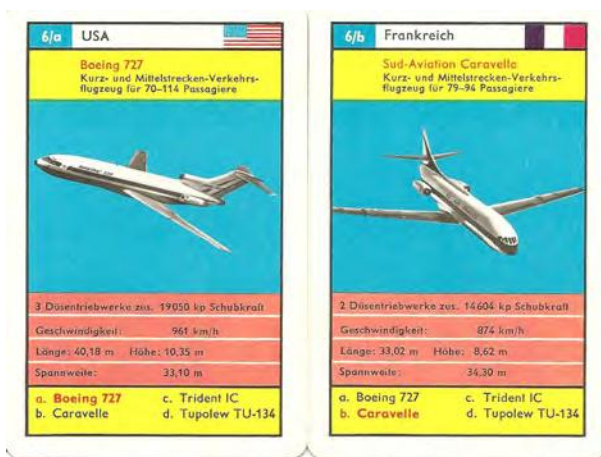 6/a USA
Boeing 727
Kurz- und Mittelstrecken-Verkehrs-
flugzeug für 70-114 Passagiere
3 Düsentriebwerke zus. 19050 kp Schubkraft
Geschwindigkeit: 961 km/h
Länge: 40,18 m Höhe: 10,35 m
Spannweite: 33,10 m
a. Boeing 727 c. Trident IC
b. Caravelle d. Tupolew TU-134
6/b Frankreich
Sud-Aviation Caravelle
Kurz- und Mittelstrecken-Verkehrs-
flugzeug für 79-94 Passagiere
2 Düsentriebwerke zus. 14604 kp Schubkraft
Geschwindigkeit: 874 km/h
Länge: 33,02 m Höhe: 8,62 m
Spannweite: 34,30 m
a. Boeing 727 c. Trident IC
b. Caravelle d. Tupolew TU-134